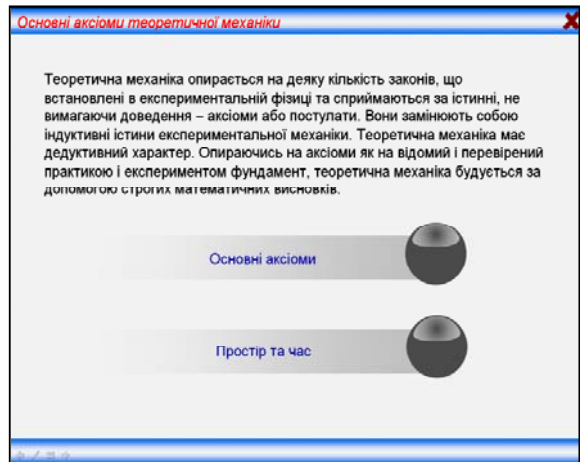 Основні аксіоми теоретичної механіки
Теоретична механіка опирається на деяку кількість законів, що
встановлені в експериментальній фізиці та сприймаються за істинні, не
вимагаючи доведення – аксіоми або постулати. Вони замінюють собою
індуктивні істини експериментальної механіки. Теоретична механіка має
дедуктивний характер. Опираючись на аксіоми як на відомий і перевірений
практикою і експериментом фундамент, теоретична механіка будується за
допомогою строгих математичних висновків.
Основні аксіоми
Простір та час